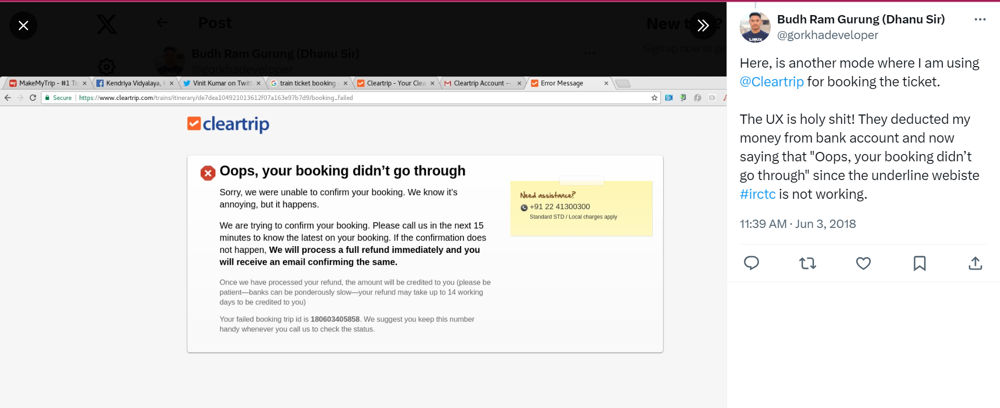 Post
New to
?
Sign up now to ge
Budh Ram Gurung (Dhanu Sir)
@gorkhadeveloper
MakeMyTrip - #1 Tr
Kendriya Vidyalaya,
Vinit Kumar on Twitt
train ticket booking -
Cleartrip - Your Clea
Cleartrip Account --
Error Message
Secure
https://www.cleartrip.com/trains/itinerary/de7dea104921013612f07a163e97b7d9/booking_failed
cleartrip
Oops, your booking didn’t go through
Sorry, we were unable to confirm your booking. We know it’s
annoying, but it happens.
We are trying to confirm your booking. Please call us in the next 15
minutes to know the latest on your booking. If the confirmation does
not happen, We will process a full refund immediately and you
will receive an email confirming the same.
Once we have processed your refund, the amount will be credited to you (please be
patient—banks can be ponderously slow—your refund may take up to 14 working
days to be credited to you)
Your failed booking trip id is 180603405858. We suggest you keep this number
handy whenever you call us to check the status.
Need assistance?
+91 22 41300300
Standard STD / Local charges apply
Budh Ram Gurung (Dhanu Sir)
@gorkhadeveloper
LINUX
Here, is another mode where I am using
@Cleartrip for booking the ticket.
The UX is holy shit! They deducted my
money from bank account and now
saying that "Oops, your booking didn’t
go through" since the underline webiste
#irctc is not working.
11:39 AM · Jun 3, 2018